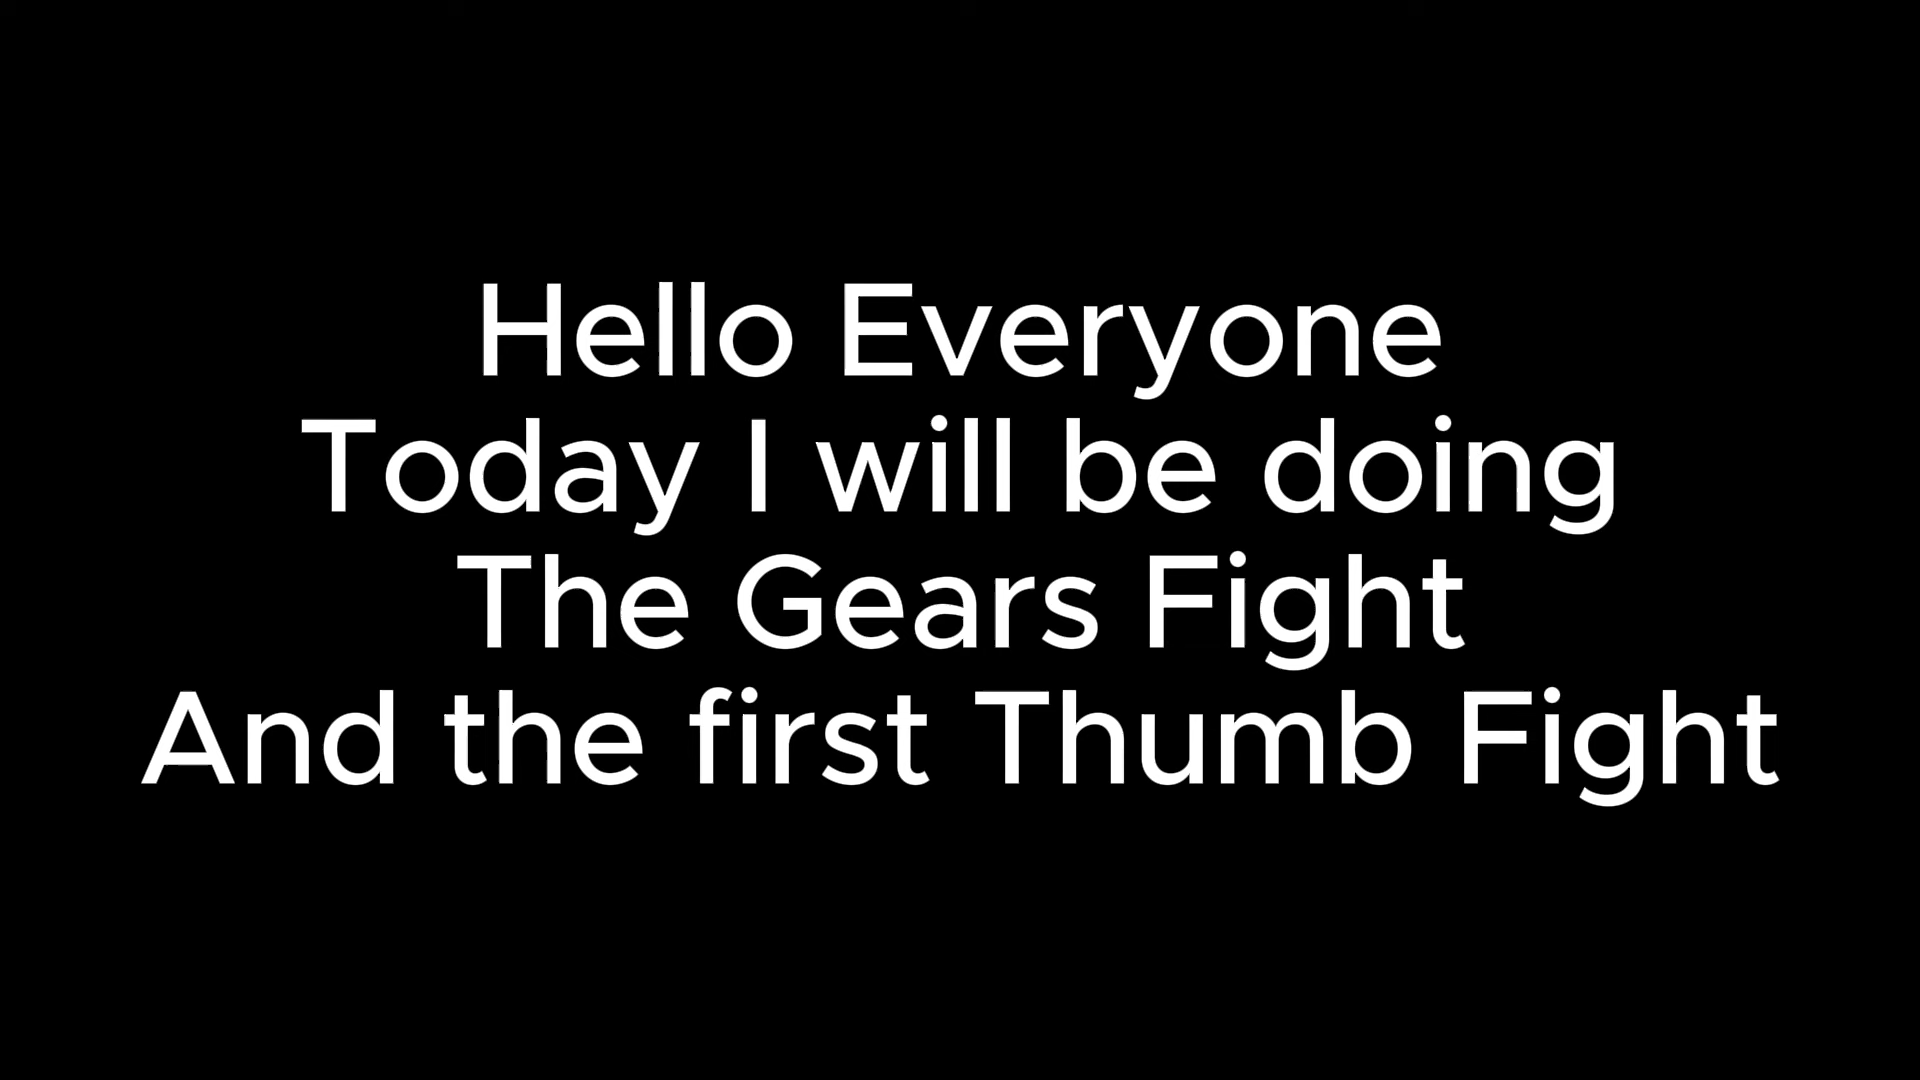 Hello Everyone
Today I will be doing
The Gears Fight
And the first Thumb Fight